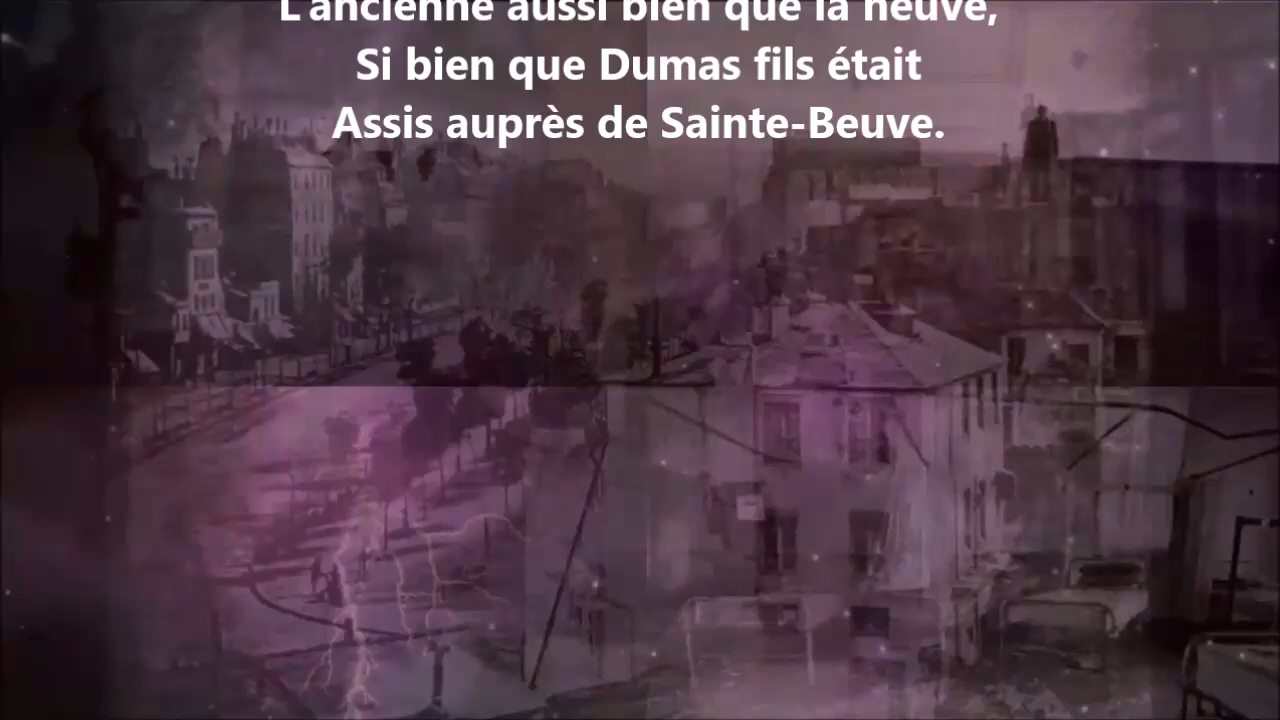 L'ancienne aussi bien que la neuve,
Si bien que Dumas fils était
Assis auprès de Sainte-Beuve.